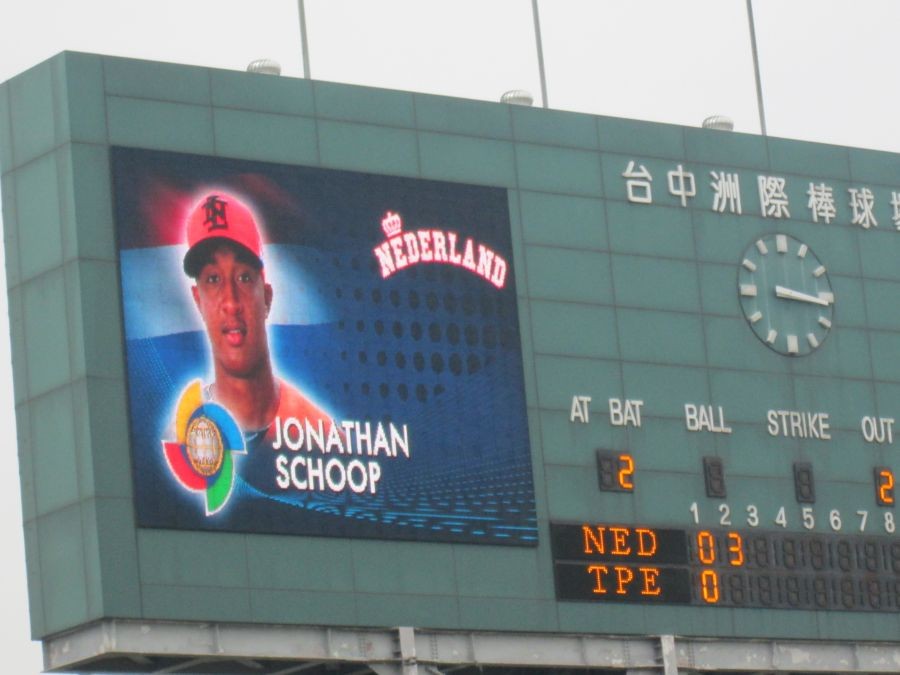 台中洲際棒球場
NEDERLAND
JONATHAN
SCHOOP
AT BAT BALL STRIKE OUT
2 2
1 2 3 4 5 6 7 8
NED 0 3
TPE 0